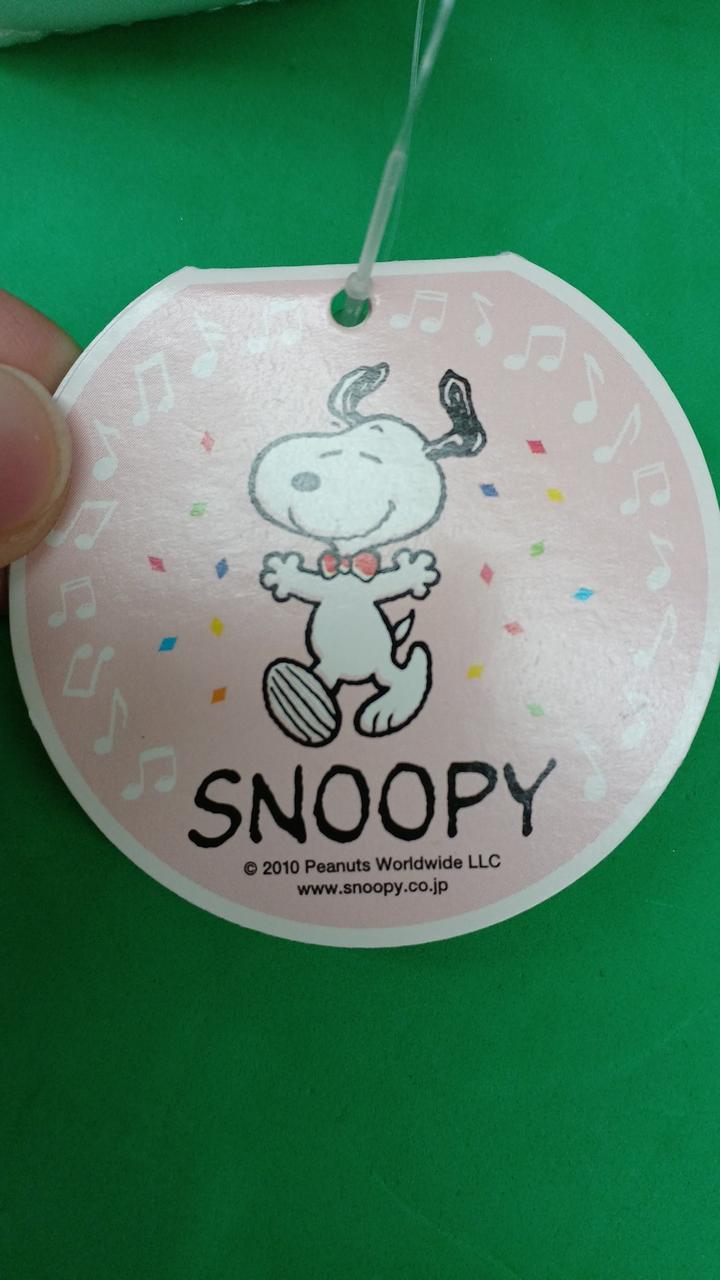 SNOOPY
© 2010 Peanuts Worldwide LLC
www.snoopy.co.jp